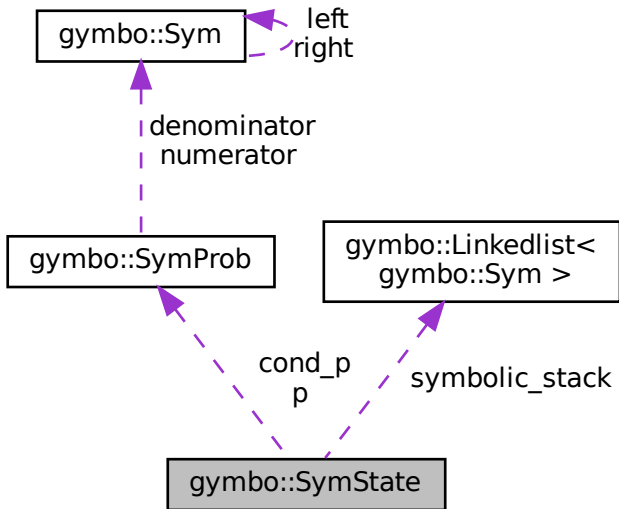 gymbo::Sym
left
right
denominator
numerator
gymbo::SymProb
gymbo::Linkedlist<
gymbo::Sym >
cond_p
p
symbolic_stack
gymbo::SymState